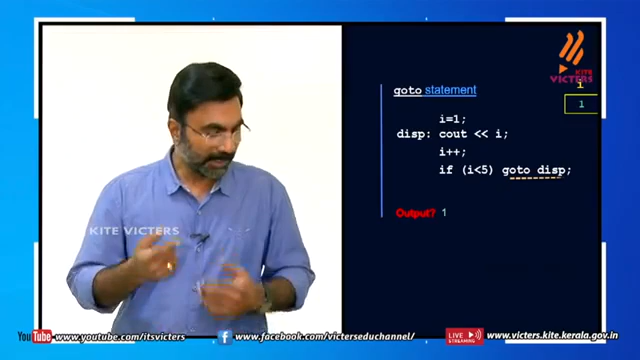 KITE
VICTERS
i
1
goto statement
i=1;
disp: cout << i;
i++;
if (i<5) goto disp;
Output? 1
KITE VICTERS
YouTube www.youtube.com/itsvicters
f www.facebook.com/victerseduchannel/
LIVE STREAMING www.victers.kite.kerala.gov.in